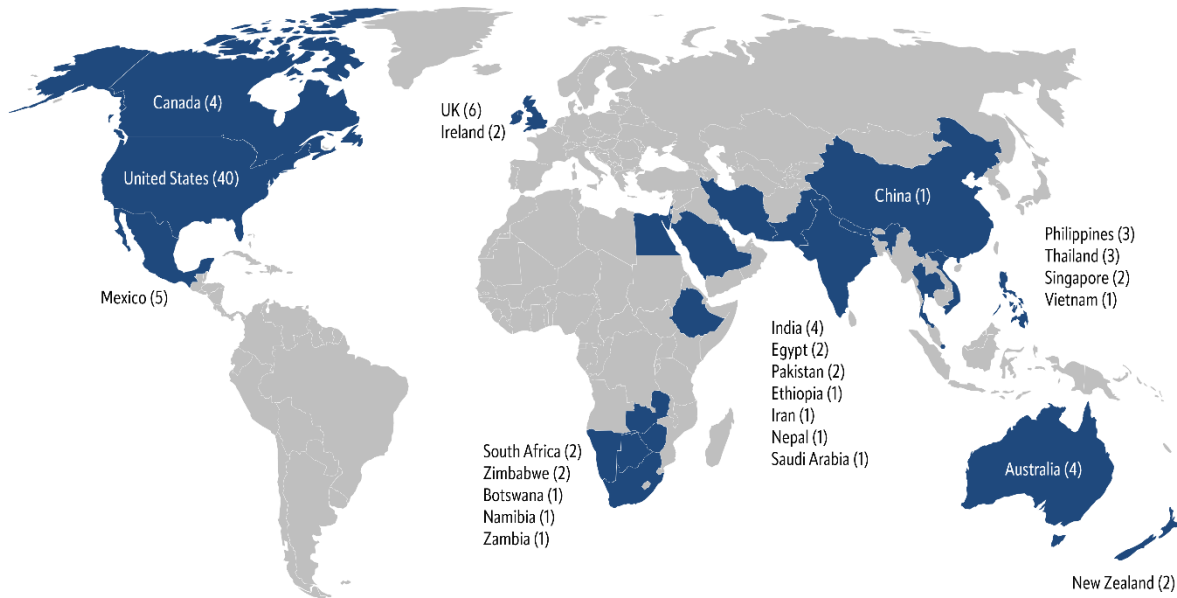 Canada (4)
United States (40)
Mexico (5)
UK (6)
Ireland (2)
China (1)
Philippines (3)
Thailand (3)
Singapore (2)
Vietnam (1)
India (4)
Egypt (2)
Pakistan (2)
Ethiopia (1)
Iran (1)
Nepal (1)
Saudi Arabia (1)
South Africa (2)
Zimbabwe (2)
Botswana (1)
Namibia (1)
Zambia (1)
Australia (4)
New Zealand (2)